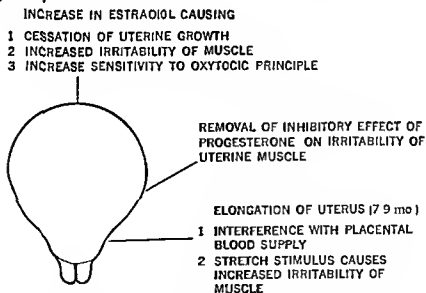 INCREASE IN ESTRADIOL CAUSING
1 CESSATION OF UTERINE GROWTH
2 INCREASED IRRITABILITY OF MUSCLE
3 INCREASE SENSITIVITY TO OXYTOCIC PRINCIPLE
REMOVAL OF INHIBITORY EFFECT OF
PROGESTERONE ON IRRITABILITY OF
UTERINE MUSCLE
ELONGATION OF UTERUS (7 9 mo)
1 INTERFERENCE WITH PLACENTAL
BLOOD SUPPLY
2 STRETCH STIMULUS CAUSES
INCREASED IRRITABILITY OF
MUSCLE